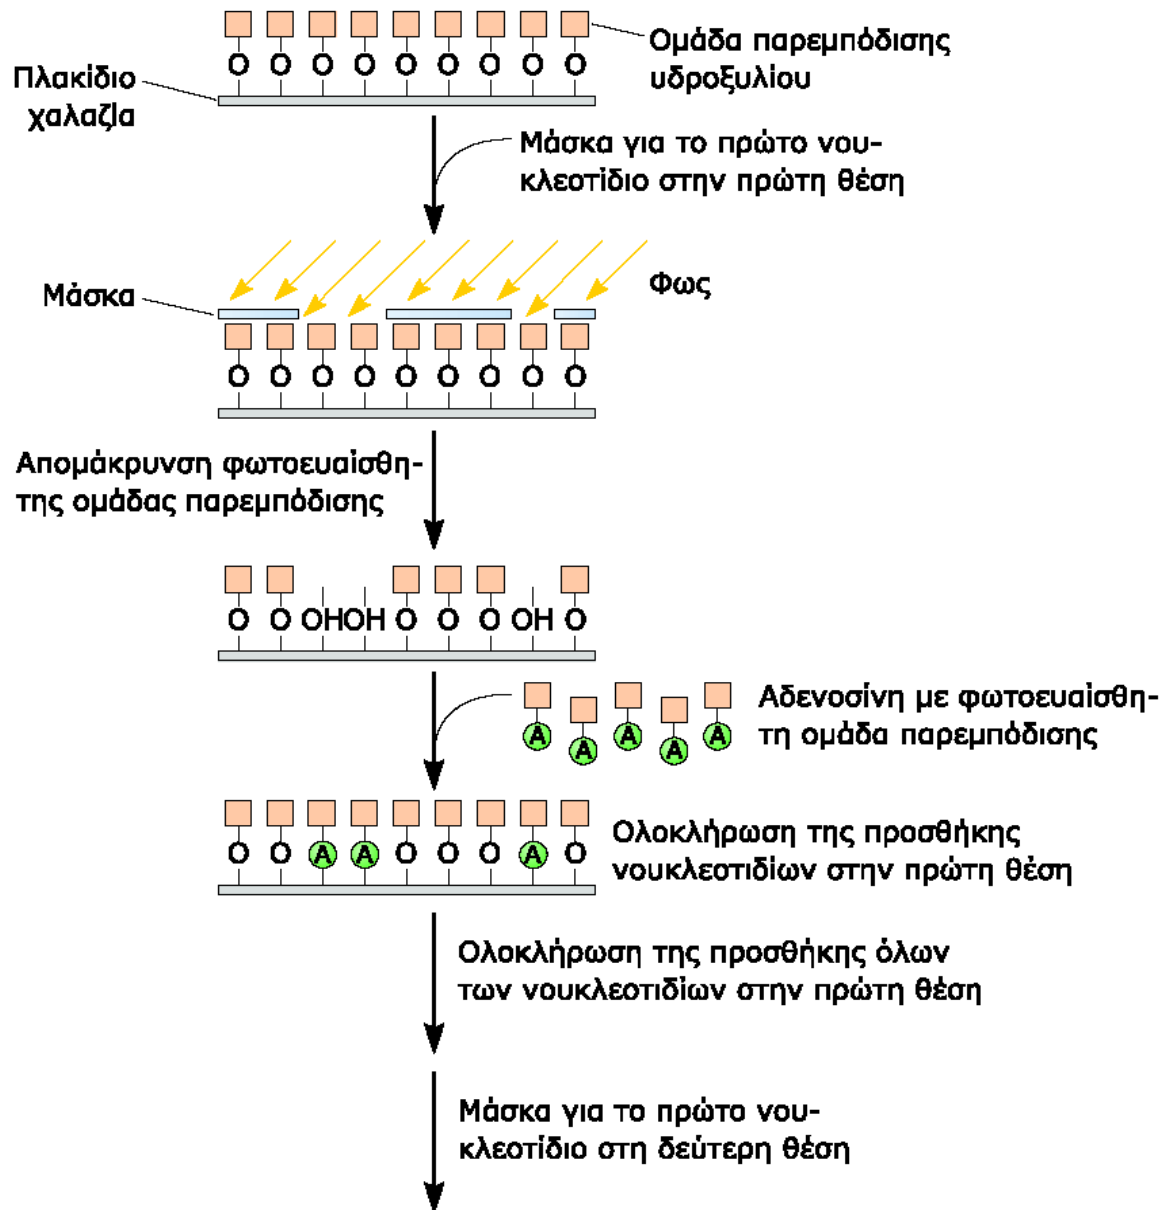 Ομάδα παρεμπόδισης
υδροξυλίου
O O O O O O O O O
Πλακίδιο
χαλαζία
Μάσκα για το πρώτο νου-
κλεοτίδιο στην πρώτη θέση
Φως
Μάσκα
O O O O O O O O O
Απομάκρυνση φωτοευαίσθη-
της ομάδας παρεμπόδισης
O O OH OH O O O OH O
Αδενοσίνη με φωτοευαίσθη-
τη ομάδα παρεμπόδισης
A A A A A
O O A A O O O A O
Ολοκλήρωση της προσθήκης
νουκλεοτιδίων στην πρώτη θέση
Ολοκλήρωση της προσθήκης όλων
των νουκλεοτιδίων στην πρώτη θέση
Μάσκα για το πρώτο νου-
κλεοτίδιο στη δεύτερη θέση